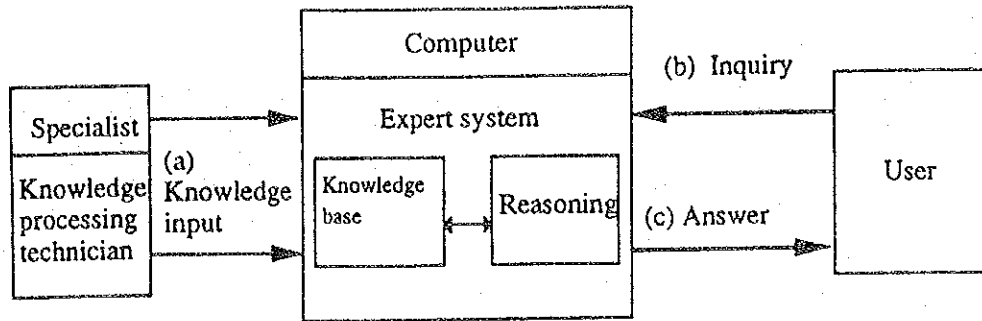 Computer
(b) Inquiry
Specialist
Expert system
(a)
Knowledge
input
Knowledge
processing
technician
Knowledge
base
Reasoning
User
(c) Answer